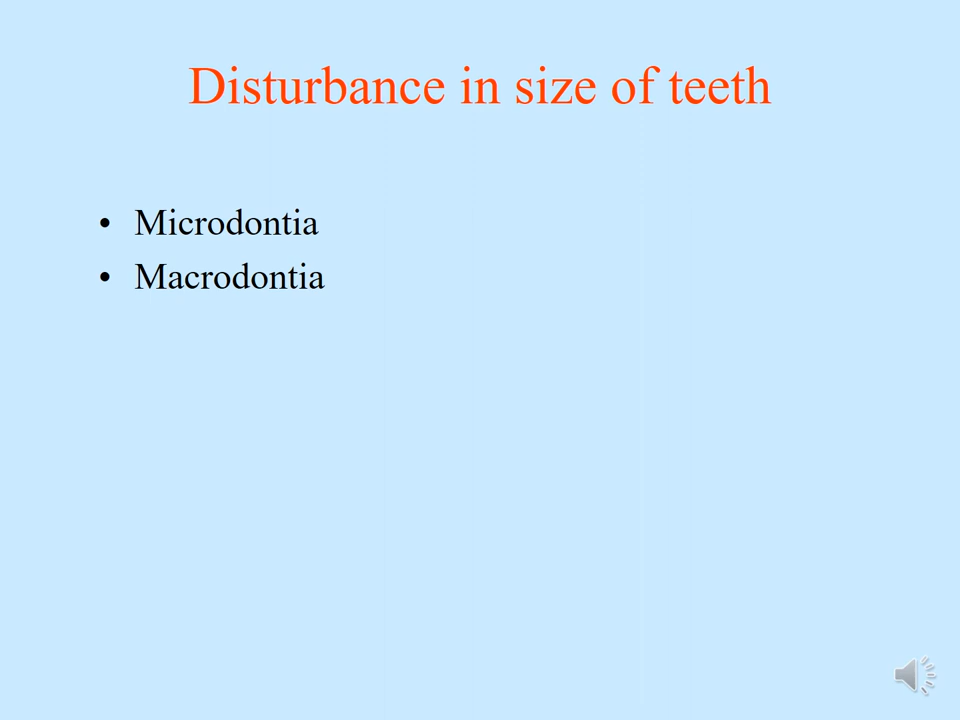 Disturbance in size of teeth
• Microdontia
• Macrodontia